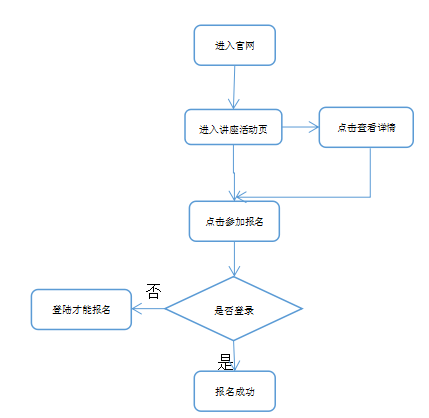 进入官网
进入讲座活动页
点击查看详情
点击参加报名
否
登陆才能报名
是否登录
是
报名成功